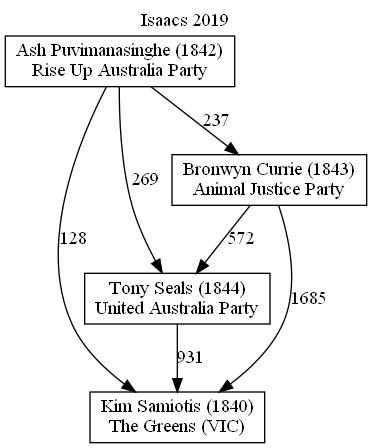 Isaacs 2019
Ash Puvimanasinghe (1842)
Rise Up Australia Party
237
Bronwyn Currie (1843)
Animal Justice Party
269
128
572
Tony Seals (1844)
United Australia Party
1685
931
Kim Samiotis (1840)
The Greens (VIC)